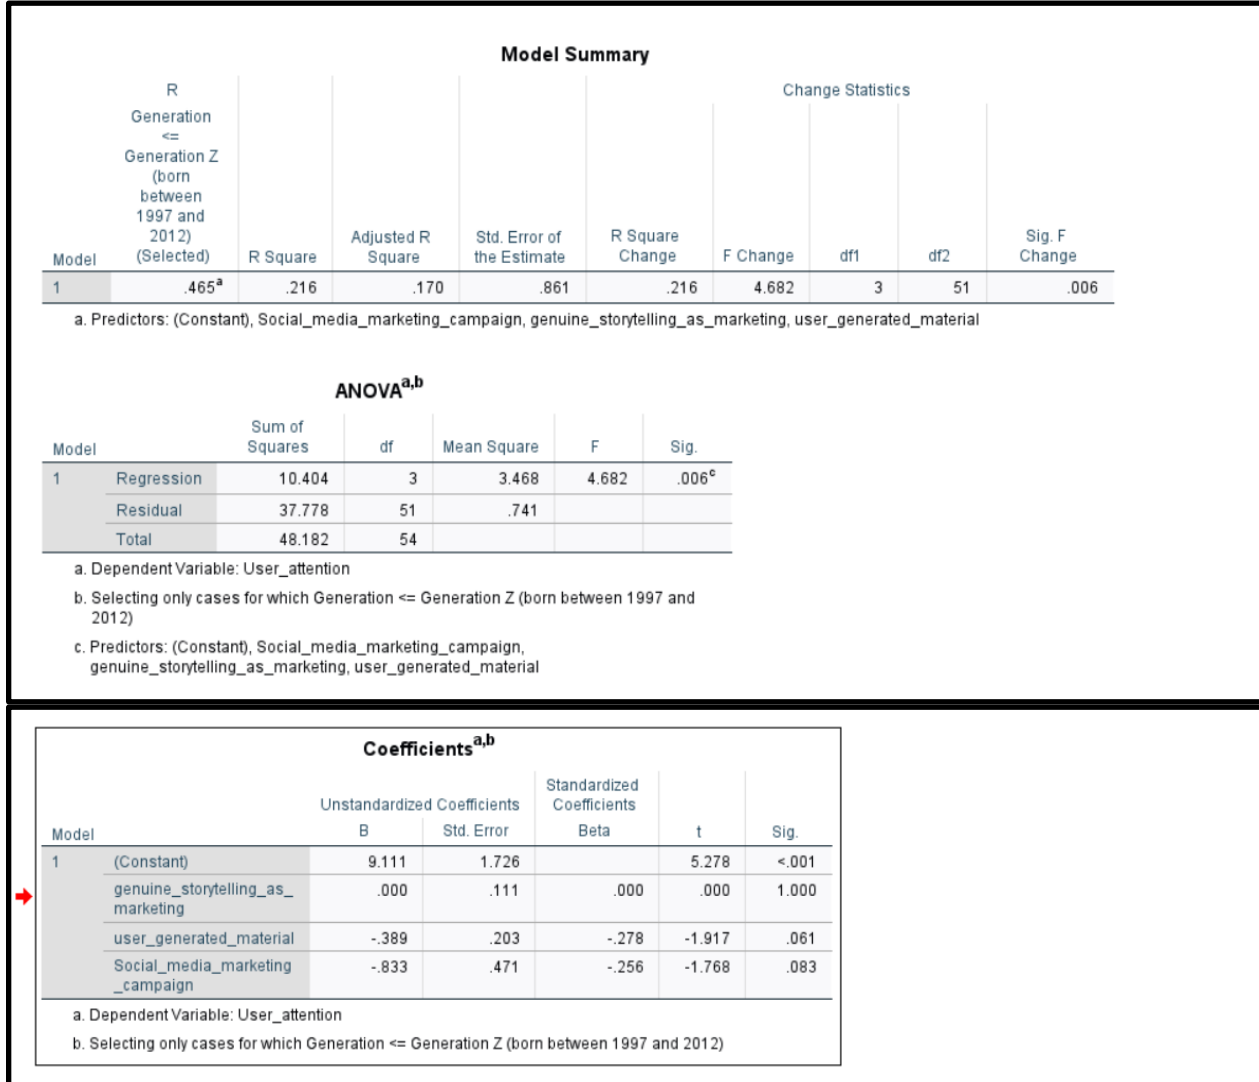 Model Summary
R
Change Statistics
Generation
<=
Generation Z
(born
between
1997 and
2012)
Model (Selected) R Square Adjusted R Square Std. Error of the Estimate R Square Change F Change df1 df2 Sig. F Change
1 .465a .216 .170 .861 .216 4.682 3 51 .006
a. Predictors: (Constant), Social_media_marketing_campaign, genuine_storytelling_as_marketing, user_generated_material
ANOVAa,b
Model Sum of Squares df Mean Square F Sig.
1 Regression 10.404 3 3.468 4.682 .006c
Residual 37.778 51 .741
Total 48.182 54
a. Dependent Variable: User_attention
b. Selecting only cases for which Generation <= Generation Z (born between 1997 and
2012)
c. Predictors: (Constant), Social_media_marketing_campaign,
genuine_storytelling_as_marketing, user_generated_material
Coefficientsa,b
Unstandardized Coefficients Standardized Coefficients
Model B Std. Error Beta t Sig.
1 (Constant) 9.111 1.726 5.278 <.001
genuine_storytelling_as_ .000 .111 .000 .000 1.000
marketing
user_generated_material -.389 .203 -.278 -1.917 .061
Social_media_marketing -.833 .471 -.256 -1.768 .083
_campaign
a. Dependent Variable: User_attention
b. Selecting only cases for which Generation <= Generation Z (born between 1997 and 2012)